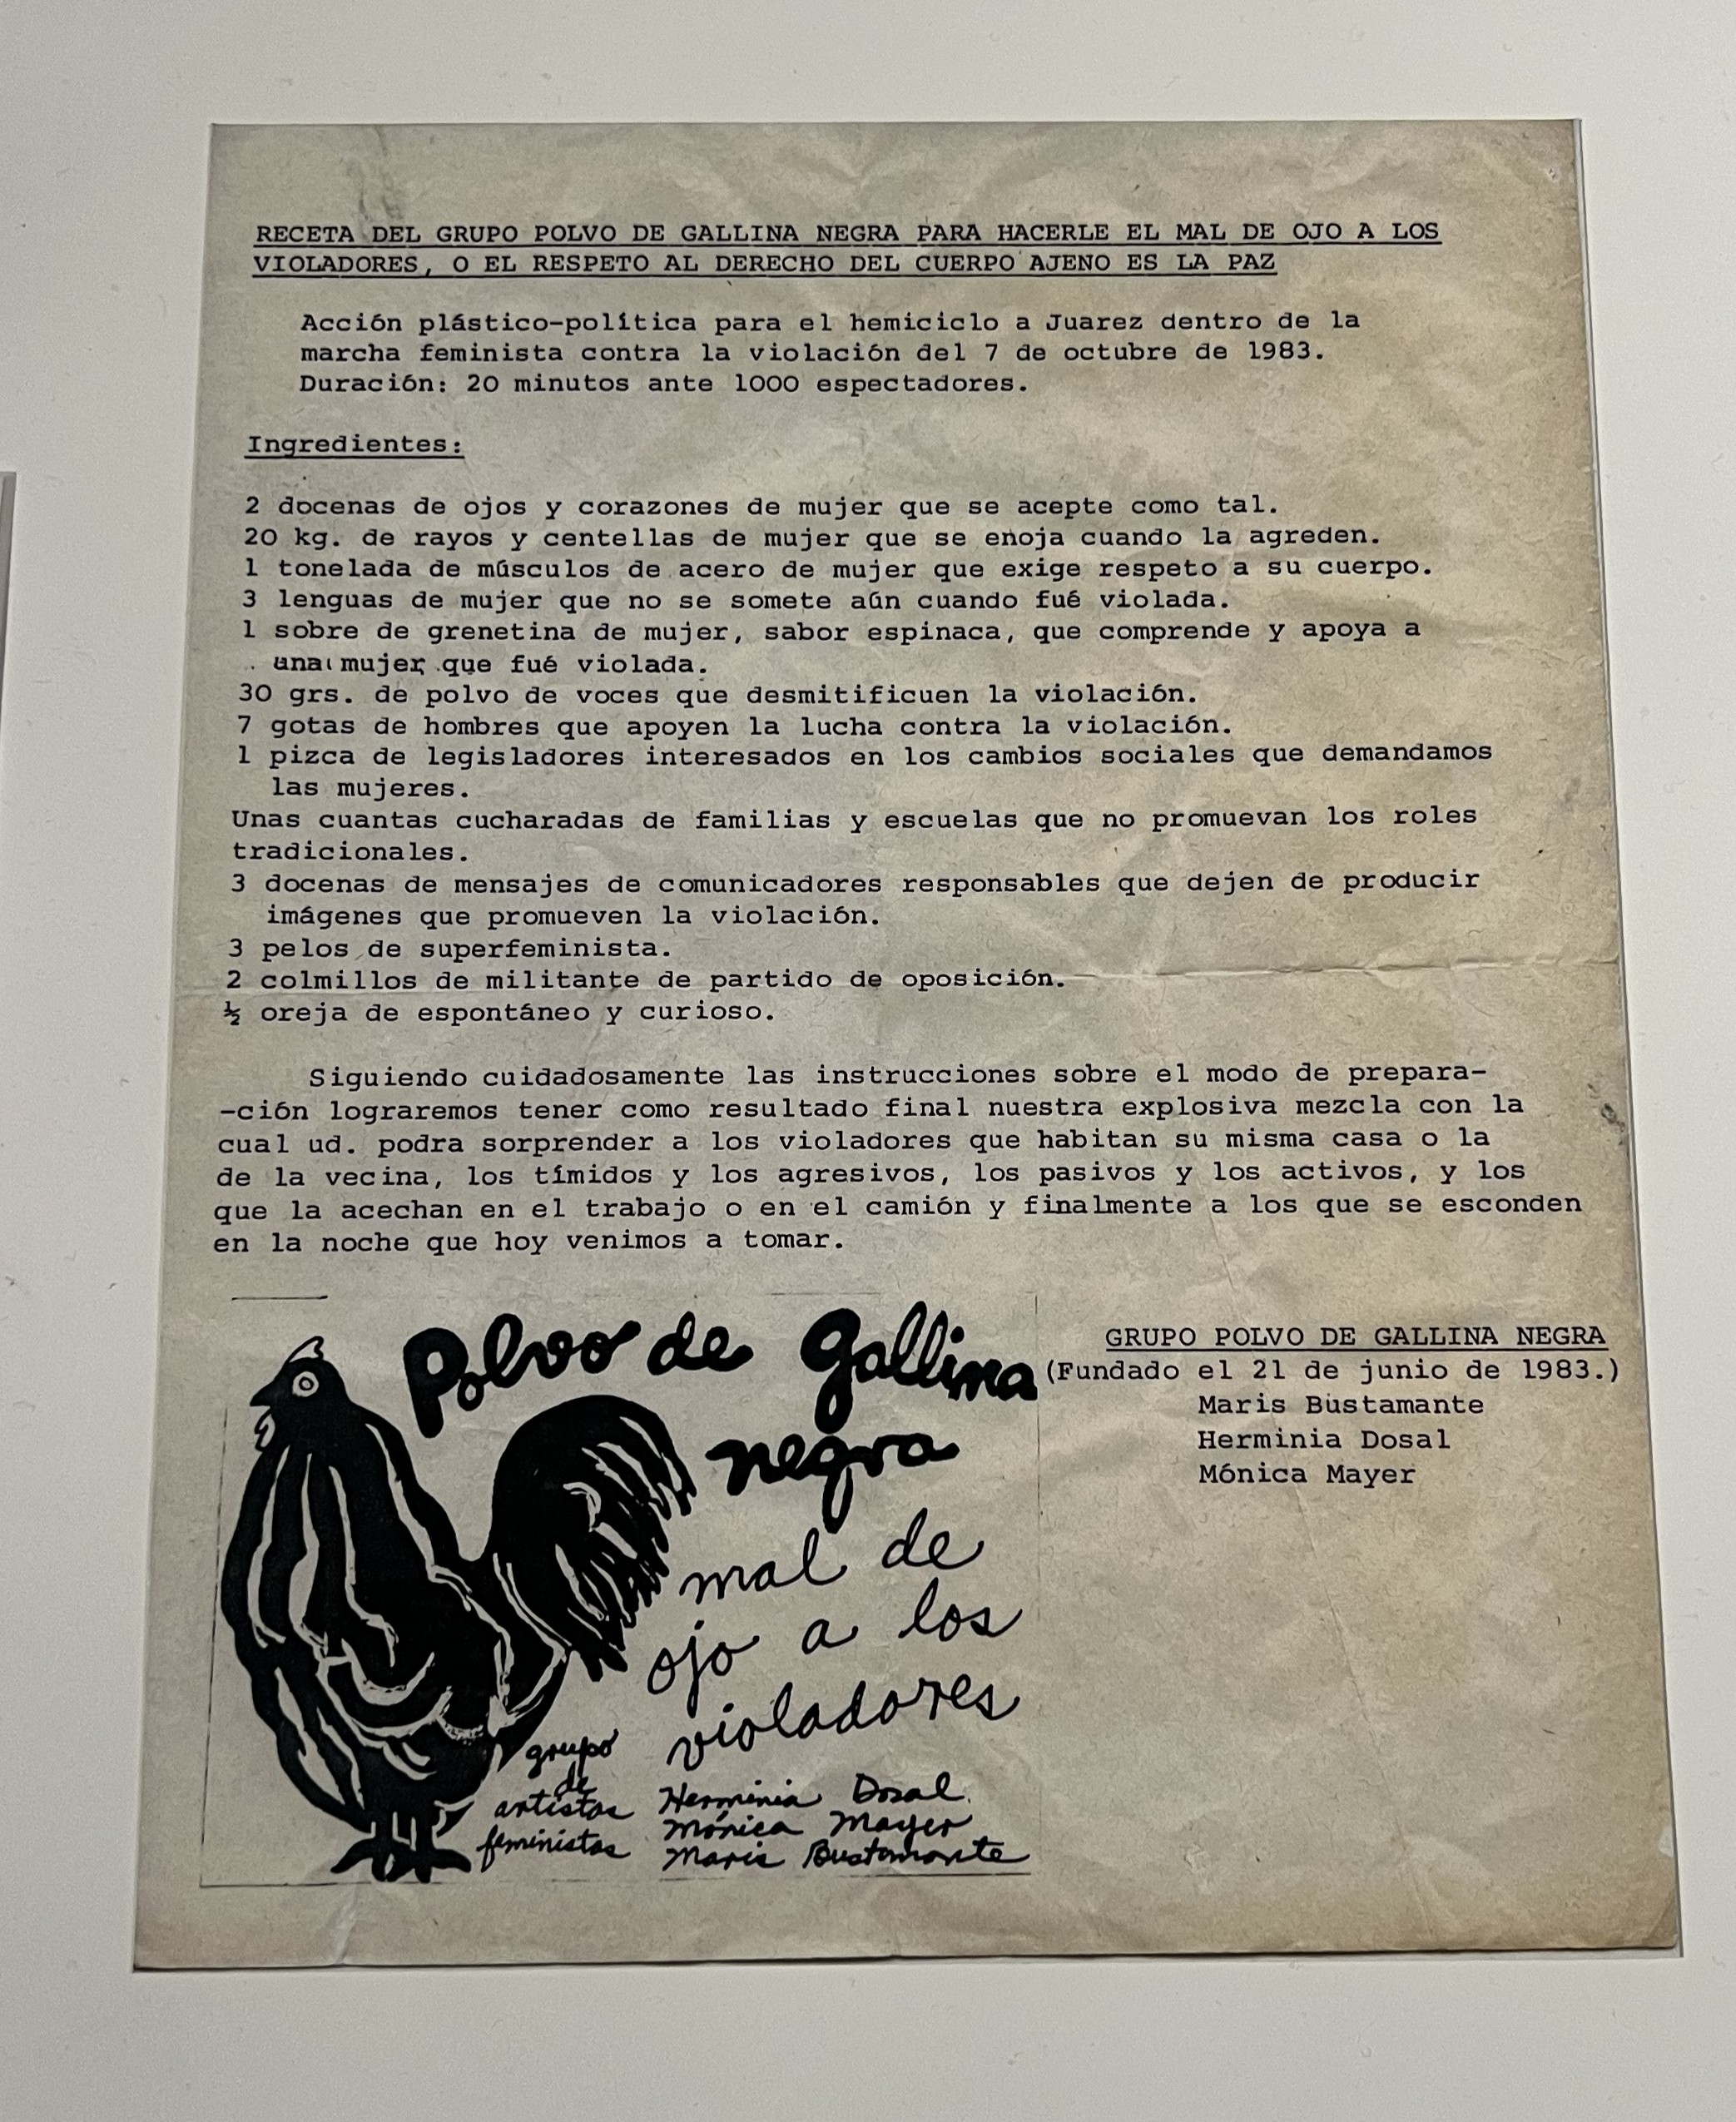 RECETA DEL GRUPO POLVO DE GALLINA NEGRA PARA HACERLE EL MAL DE OJO A LOS
VIOLADORES, O EL RESPETO AL DERECHO DEL CUERPO AJENO ES LA PAZ
Acción plástico-política para el hemiciclo a Juarez dentro de la
marcha feminista contra la violación del 7 de octubre de 1983.
Duración: 20 minutos ante 1000 espectadores.
Ingredientes:
2 docenas de ojos y corazones de mujer que se acepte como tal.
20 kg. de rayos y centellas de mujer que se enoja cuando la agreden.
1 tonelada de músculos de acero de mujer que exige respeto a su cuerpo.
3 lenguas de mujer que no se somete aún cuando fué violada.
1 sobre de grenetina de mujer, sabor espinaca, que comprende y apoya a
una mujer que fué violada.
30 grs. de polvo de voces que desmitificuen la violación.
7 gotas de hombres que apoyen la lucha contra la violación.
1 pizca de legisladores interesados en los cambios sociales que demandamos
las mujeres.
Unas cuantas cucharadas de familias y escuelas que no promuevan los roles
tradicionales.
3 docenas de mensajes de comunicadores responsables que dejen de producir
imágenes que promueven la violación.
3 pelos de superfeminista.
2 colmillos de militante de partido de oposición.
½ oreja de espontáneo y curioso.
Siguiendo cuidadosamente las instrucciones sobre el modo de prepara-
-ción lograremos tener como resultado final nuestra explosiva mezcla con la
cual ud. podra sorprender a los violadores que habitan su misma casa o la
de la vecina, los tímidos y los agresivos, los pasivos y los activos, y los
que la acechan en el trabajo o en el camión y finalmente a los que se esconden
en la noche que hoy venimos a tomar.
Polvo de Gallina
negra
mal de
ojo a los
violadores
grupo
de
artistas
feministas
Herminia Dosal
Mónica Mayer
Maris Bustamante
GRUPO POLVO DE GALLINA NEGRA
(Fundado el 21 de junio de 1983.)
Maris Bustamante
Herminia Dosal
Mónica Mayer